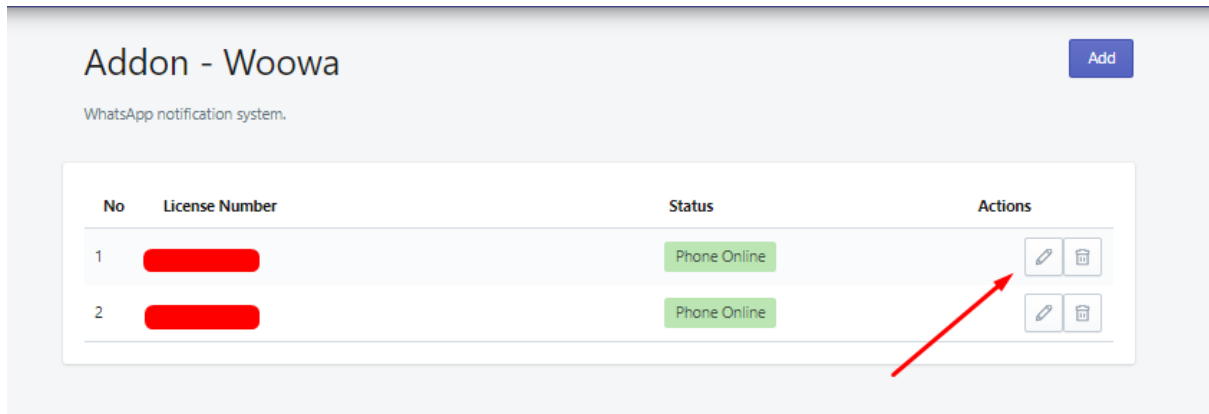 Addon - Woowa
Add
WhatsApp notification system.
No License Number Status Actions
1 Phone Online
2 Phone Online